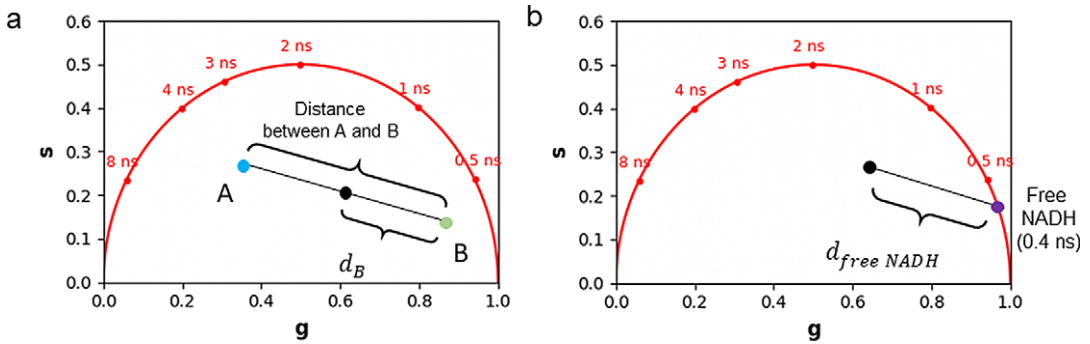 a
0.6
0.5
0.4
0.3
0.2
0.1
0.0
s
0.0 0.2 0.4 0.6 0.8 1.0
g
8 ns
4 ns
3 ns
2 ns
1 ns
0.5 ns
Distance
between A and B
A
B
d_B
b
0.6
0.5
0.4
0.3
0.2
0.1
0.0
s
0.0 0.2 0.4 0.6 0.8 1.0
g
8 ns
4 ns
3 ns
2 ns
1 ns
0.5 ns
d_free NADH
Free
NADH
(0.4 ns)